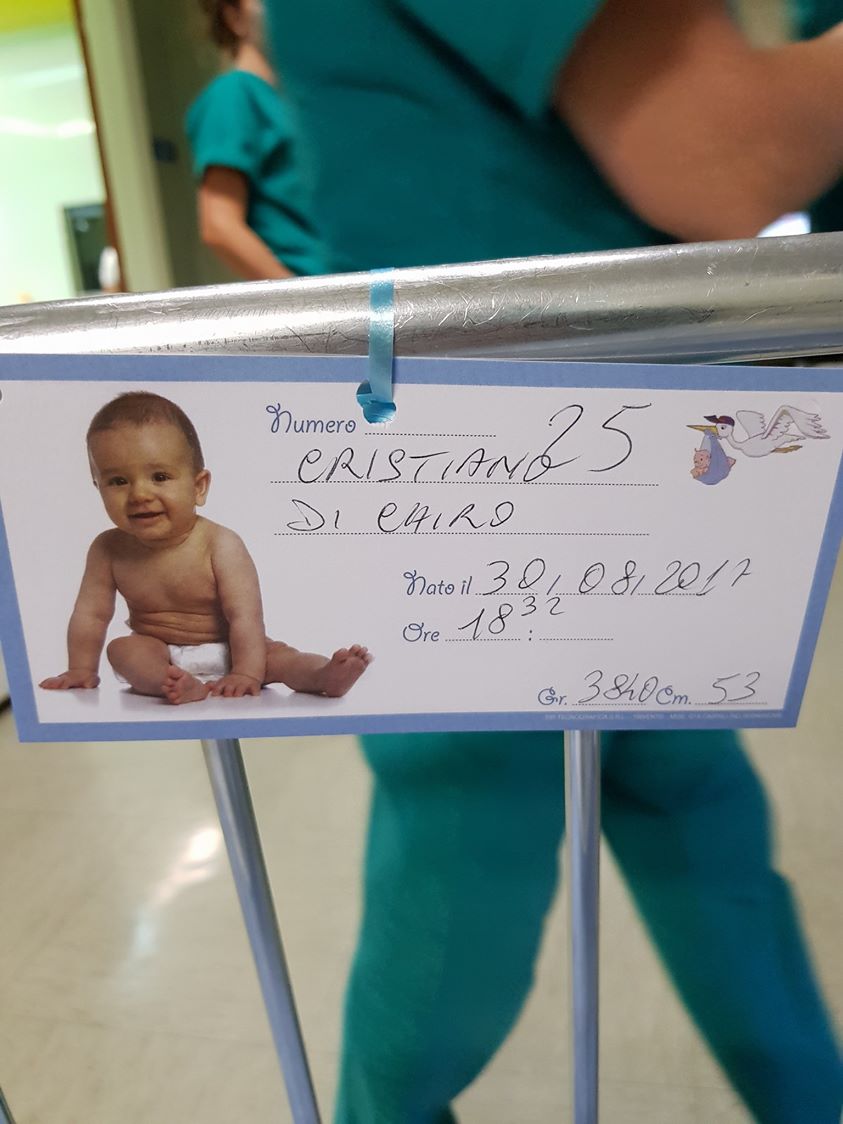 Numero 25
CRISTIANO
DI CAIRO
Nato il 30/08/2017
Ore 18 32 :
Gr. 3840 Cm. 53